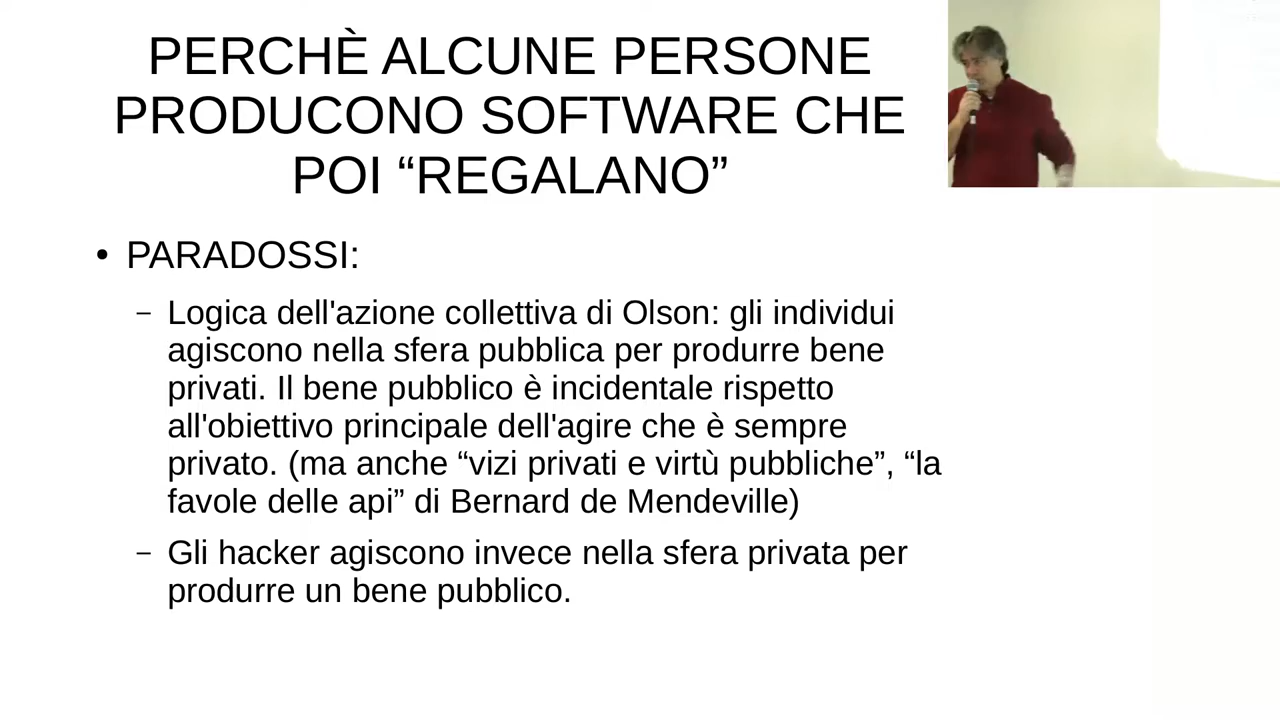 PERCHÈ ALCUNE PERSONE
PRODUCONO SOFTWARE CHE
POI “REGALANO”
• PARADOSSI:
– Logica dell'azione collettiva di Olson: gli individui
agiscono nella sfera pubblica per produrre bene
privati. Il bene pubblico è incidentale rispetto
all'obiettivo principale dell'agire che è sempre
privato. (ma anche “vizi privati e virtù pubbliche”, “la
favole delle api” di Bernard de Mendeville)
– Gli hacker agiscono invece nella sfera privata per
produrre un bene pubblico.